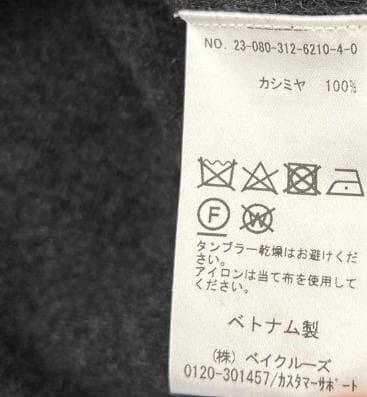 NO. 23-080-312-6210-4-0
カシミヤ 100%
F
W
タンブラー乾燥はお避けくだ
さい。
アイロンは当て布を使用して
ください。
ベトナム製
(株) ベイクルーズ
0120-301457/カスタマーサポート